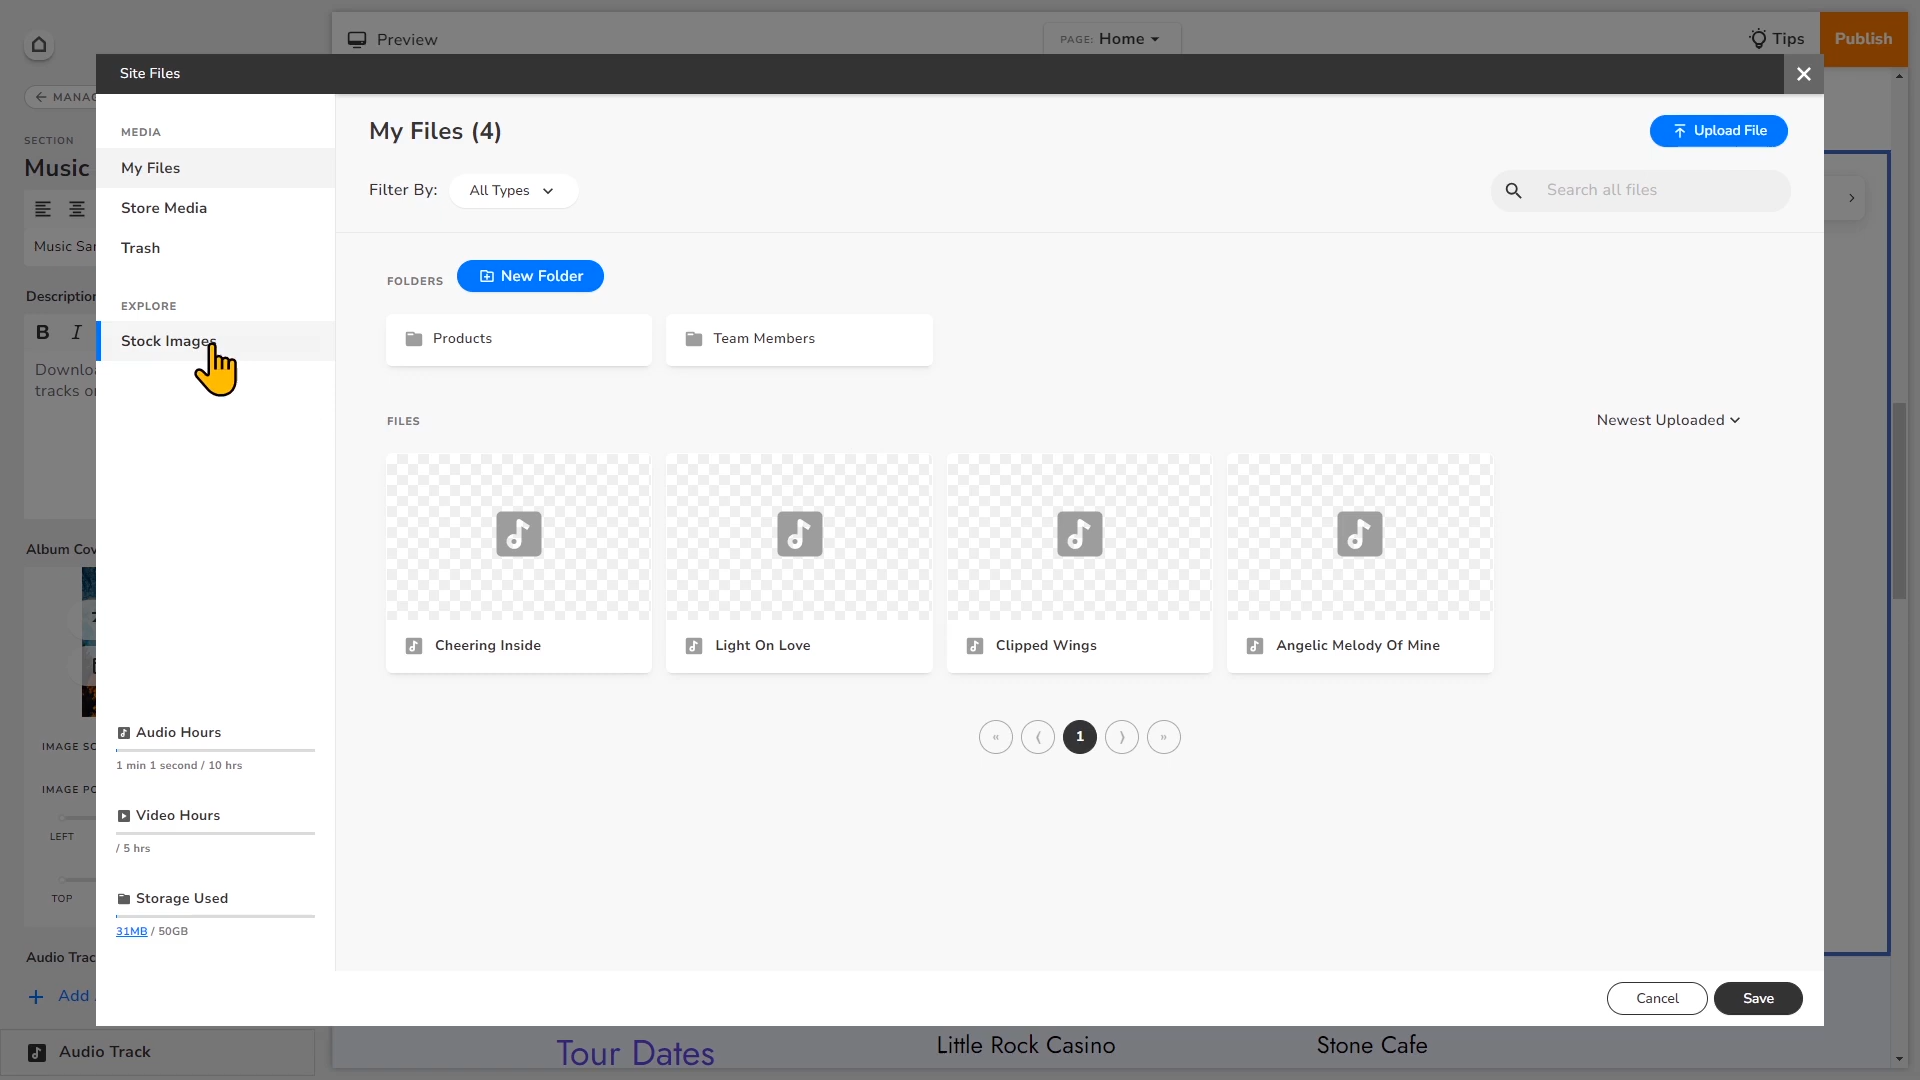 Preview
PAGE: Home
Tips
Publish
Site Files
MANAG
SECTION
Music
Music Sam
Description
B I
Downloa
tracks on
Album Cov
IMAGE SC
IMAGE PO
LEFT
TOP
Audio Trac
Add
Audio Track
MEDIA
My Files
Store Media
Trash
EXPLORE
Stock Images
Audio Hours
1 min 1 second / 10 hrs
Video Hours
/ 5 hrs
Storage Used
31MB / 50GB
My Files (4)
Upload File
Filter By: All Types
Search all files
FOLDERS
New Folder
Products
Team Members
FILES
Newest Uploaded
Cheering Inside
Light On Love
Clipped Wings
Angelic Melody Of Mine
« ⟨ 1 ⟩ »
Cancel
Save
Tour Dates
Little Rock Casino
Stone Cafe